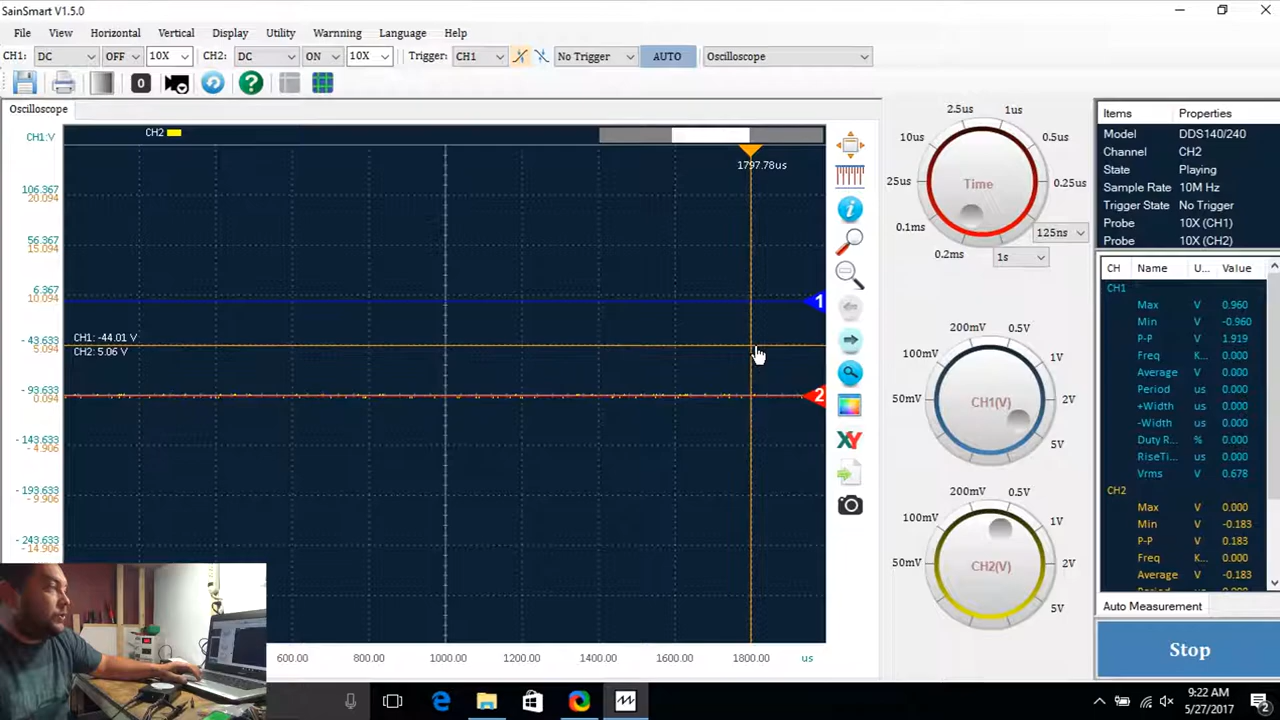 SainSmart V1.5.0
File View Horizontal Vertical Display Utility Warnning Language Help
CH1: DC OFF 10X CH2: DC ON 10X Trigger: CH1 No Trigger AUTO Oscilloscope
0
Oscilloscope
CH1:V CH2
1797.78us
106.367
20.094
56.367
15.094
6.367
10.094
1
CH1: -44.01 V
-43.633
5.094
CH2: 5.06 V
-99.633
0.094
2
-143.633
-4.906
-193.633
-9.906
-243.633
-14.906
600.00 800.00 1000.00 1200.00 1400.00 1600.00 1800.00 us
XY
2.5us 1us
10us 0.5us
25us Time 0.25us
0.1ms 125ns
0.2ms 1s
200mV 0.5V
100mV 1V
50mV CH1(V) 2V
5V
200mV 0.5V
100mV 1V
50mV CH2(V) 2V
5V
Items Properties
Model DDS140/240
Channel CH2
State Playing
Sample Rate 10M Hz
Trigger State No Trigger
Probe 10X (CH1)
Probe 10X (CH2)
CH Name U... Value
CH1
Max V 0.960
Min V -0.960
P-P V 1.919
Freq K... 0.000
Average V 0.000
Period us 0.000
+Width us 0.000
-Width us 0.000
Duty R... % 0.000
RiseTi... us 0.000
Vrms V 0.678
CH2
Max V 0.000
Min V -0.183
P-P V 0.183
Freq K... 0.000
Average V -0.183
Auto Measurement
Stop
9:22 AM
5/27/2017
2